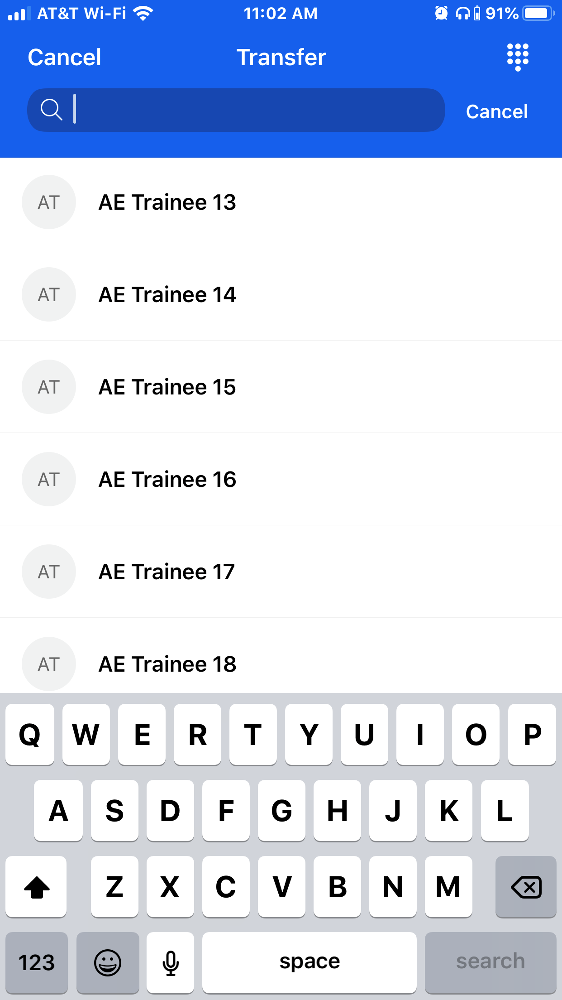 AT&T Wi-Fi 11:02 AM 91%
Cancel Transfer
Cancel
AT AE Trainee 13
AT AE Trainee 14
AT AE Trainee 15
AT AE Trainee 16
AT AE Trainee 17
AT AE Trainee 18
Q W E R T Y U I O P
A S D F G H J K L
Z X C V B N M
123 space search